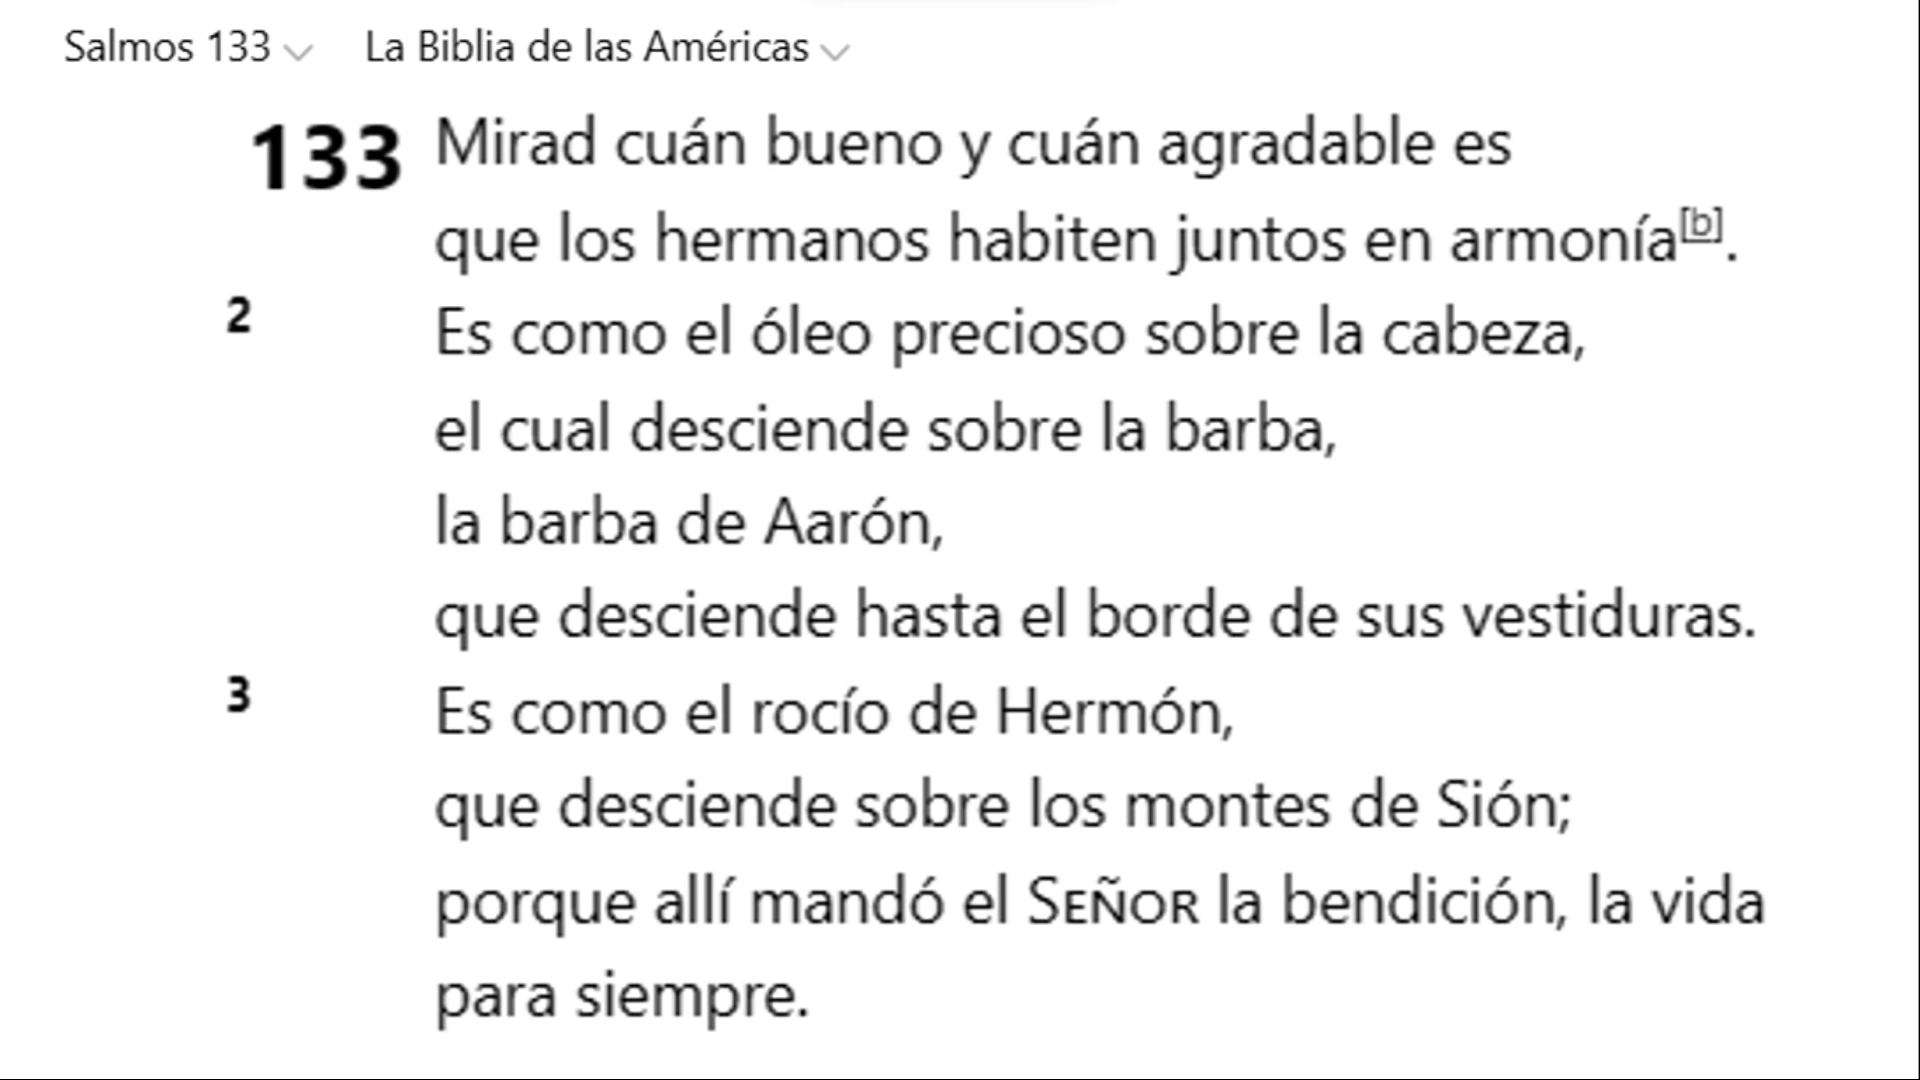 Salmos 133 La Biblia de las Américas
133 Mirad cuán bueno y cuán agradable es
que los hermanos habiten juntos en armonía[b].
2 Es como el óleo precioso sobre la cabeza,
el cual desciende sobre la barba,
la barba de Aarón,
que desciende hasta el borde de sus vestiduras.
3 Es como el rocío de Hermón,
que desciende sobre los montes de Sión;
porque allí mandó el SEÑOR la bendición, la vida
para siempre.